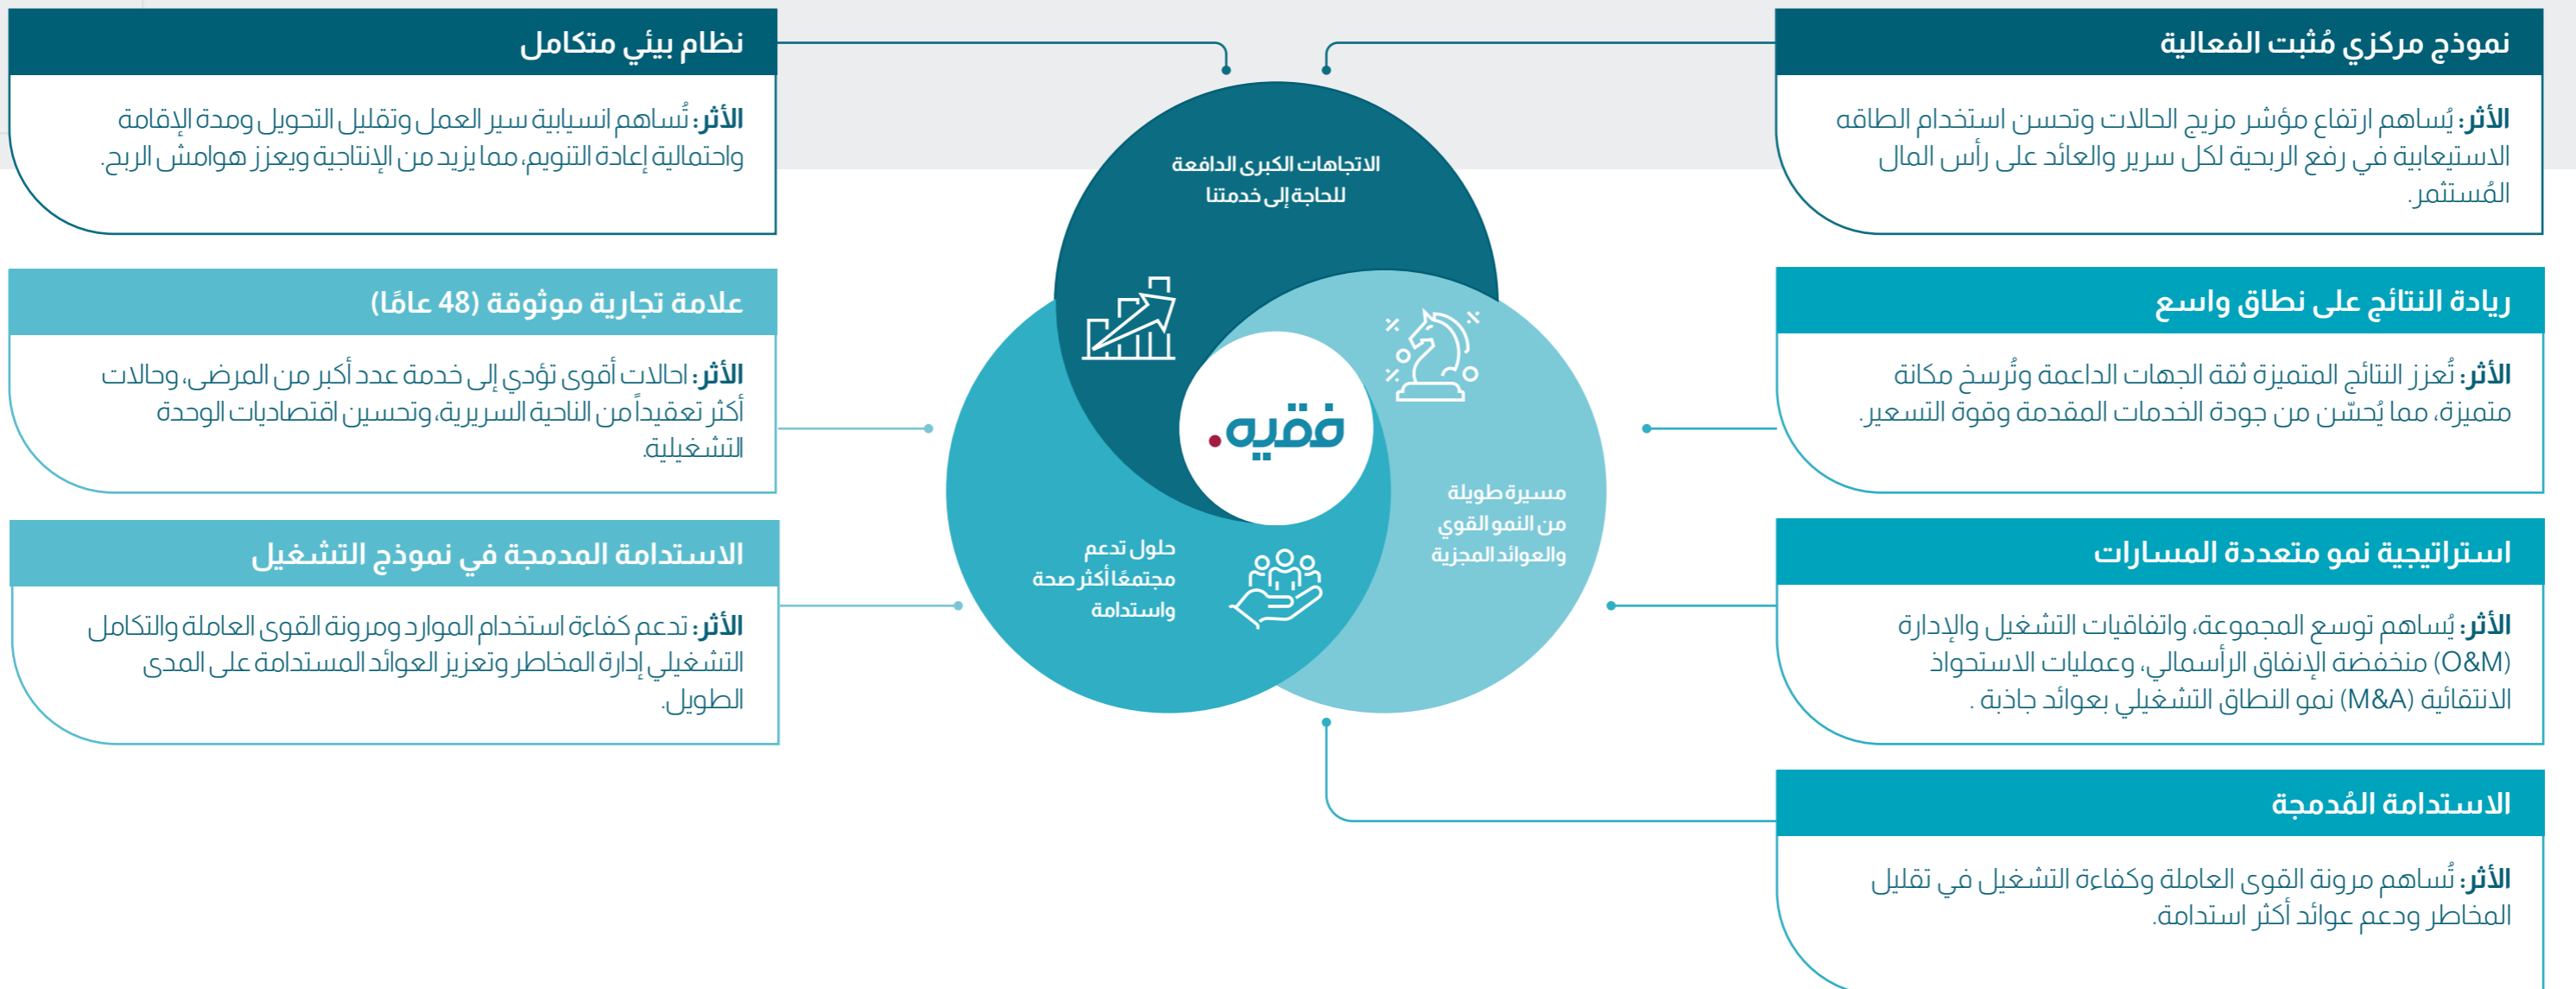 نموذج مركزي مُثبت الفعالية
الأثر: يُساهم ارتفاع مؤشر مزيج الحالات وتحسن استخدام الطاقه
الاستيعابية في رفع الربحية لكل سرير والعائد على رأس المال
المُستثمر.
ريادة النتائج على نطاق واسع
الأثر: تُعزز النتائج المتميزة ثقة الجهات الداعمة وتُرسخ مكانة
متميزة، مما يُحسّن من جودة الخدمات المقدمة وقوة التسعير.
استراتيجية نمو متعددة المسارات
الأثر: يُساهم توسع المجموعة، واتفاقيات التشغيل والإدارة
(O&M) منخفضة الإنفاق الرأسمالي، وعمليات الاستحواذ
الانتقائية (M&A) نمو النطاق التشغيلي بعوائد جاذبة .
الاستدامة المُدمجة
الأثر: تُساهم مرونة القوى العاملة وكفاءة التشغيل في تقليل
المخاطر ودعم عوائد أكثر استدامة.
الاتجاهات الكبرى الدافعة
للحاجة إلى خدمتنا
فقيه.
مسيرة طويلة
من النمو القوي
والعوائد المجزية
حلول تدعم
مجتمعًا أكثر صحة
واستدامة
نظام بيئي متكامل
الأثر: تُساهم انسيابية سير العمل وتقليل التحويل ومدة الإقامة
واحتمالية إعادة التنويم، مما يزيد من الإنتاجية ويعزز هوامش الربح.
علامة تجارية موثوقة (48 عامًا)
الأثر: احالات أقوى تؤدي إلى خدمة عدد أكبر من المرضى، وحالات
أكثر تعقيداً من الناحية السريرية، وتحسين اقتصاديات الوحدة
التشغيلية.
الاستدامة المدمجة في نموذج التشغيل
الأثر: تدعم كفاءة استخدام الموارد ومرونة القوى العاملة والتكامل
التشغيلي إدارة المخاطر وتعزيز العوائد المستدامة على المدى
الطويل.